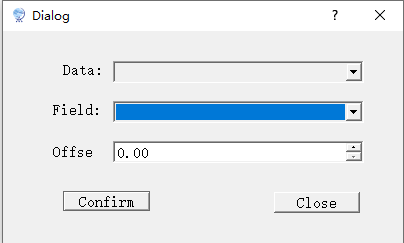 Dialog ?
Data:
Field:
Offse 0.00
Confirm Close